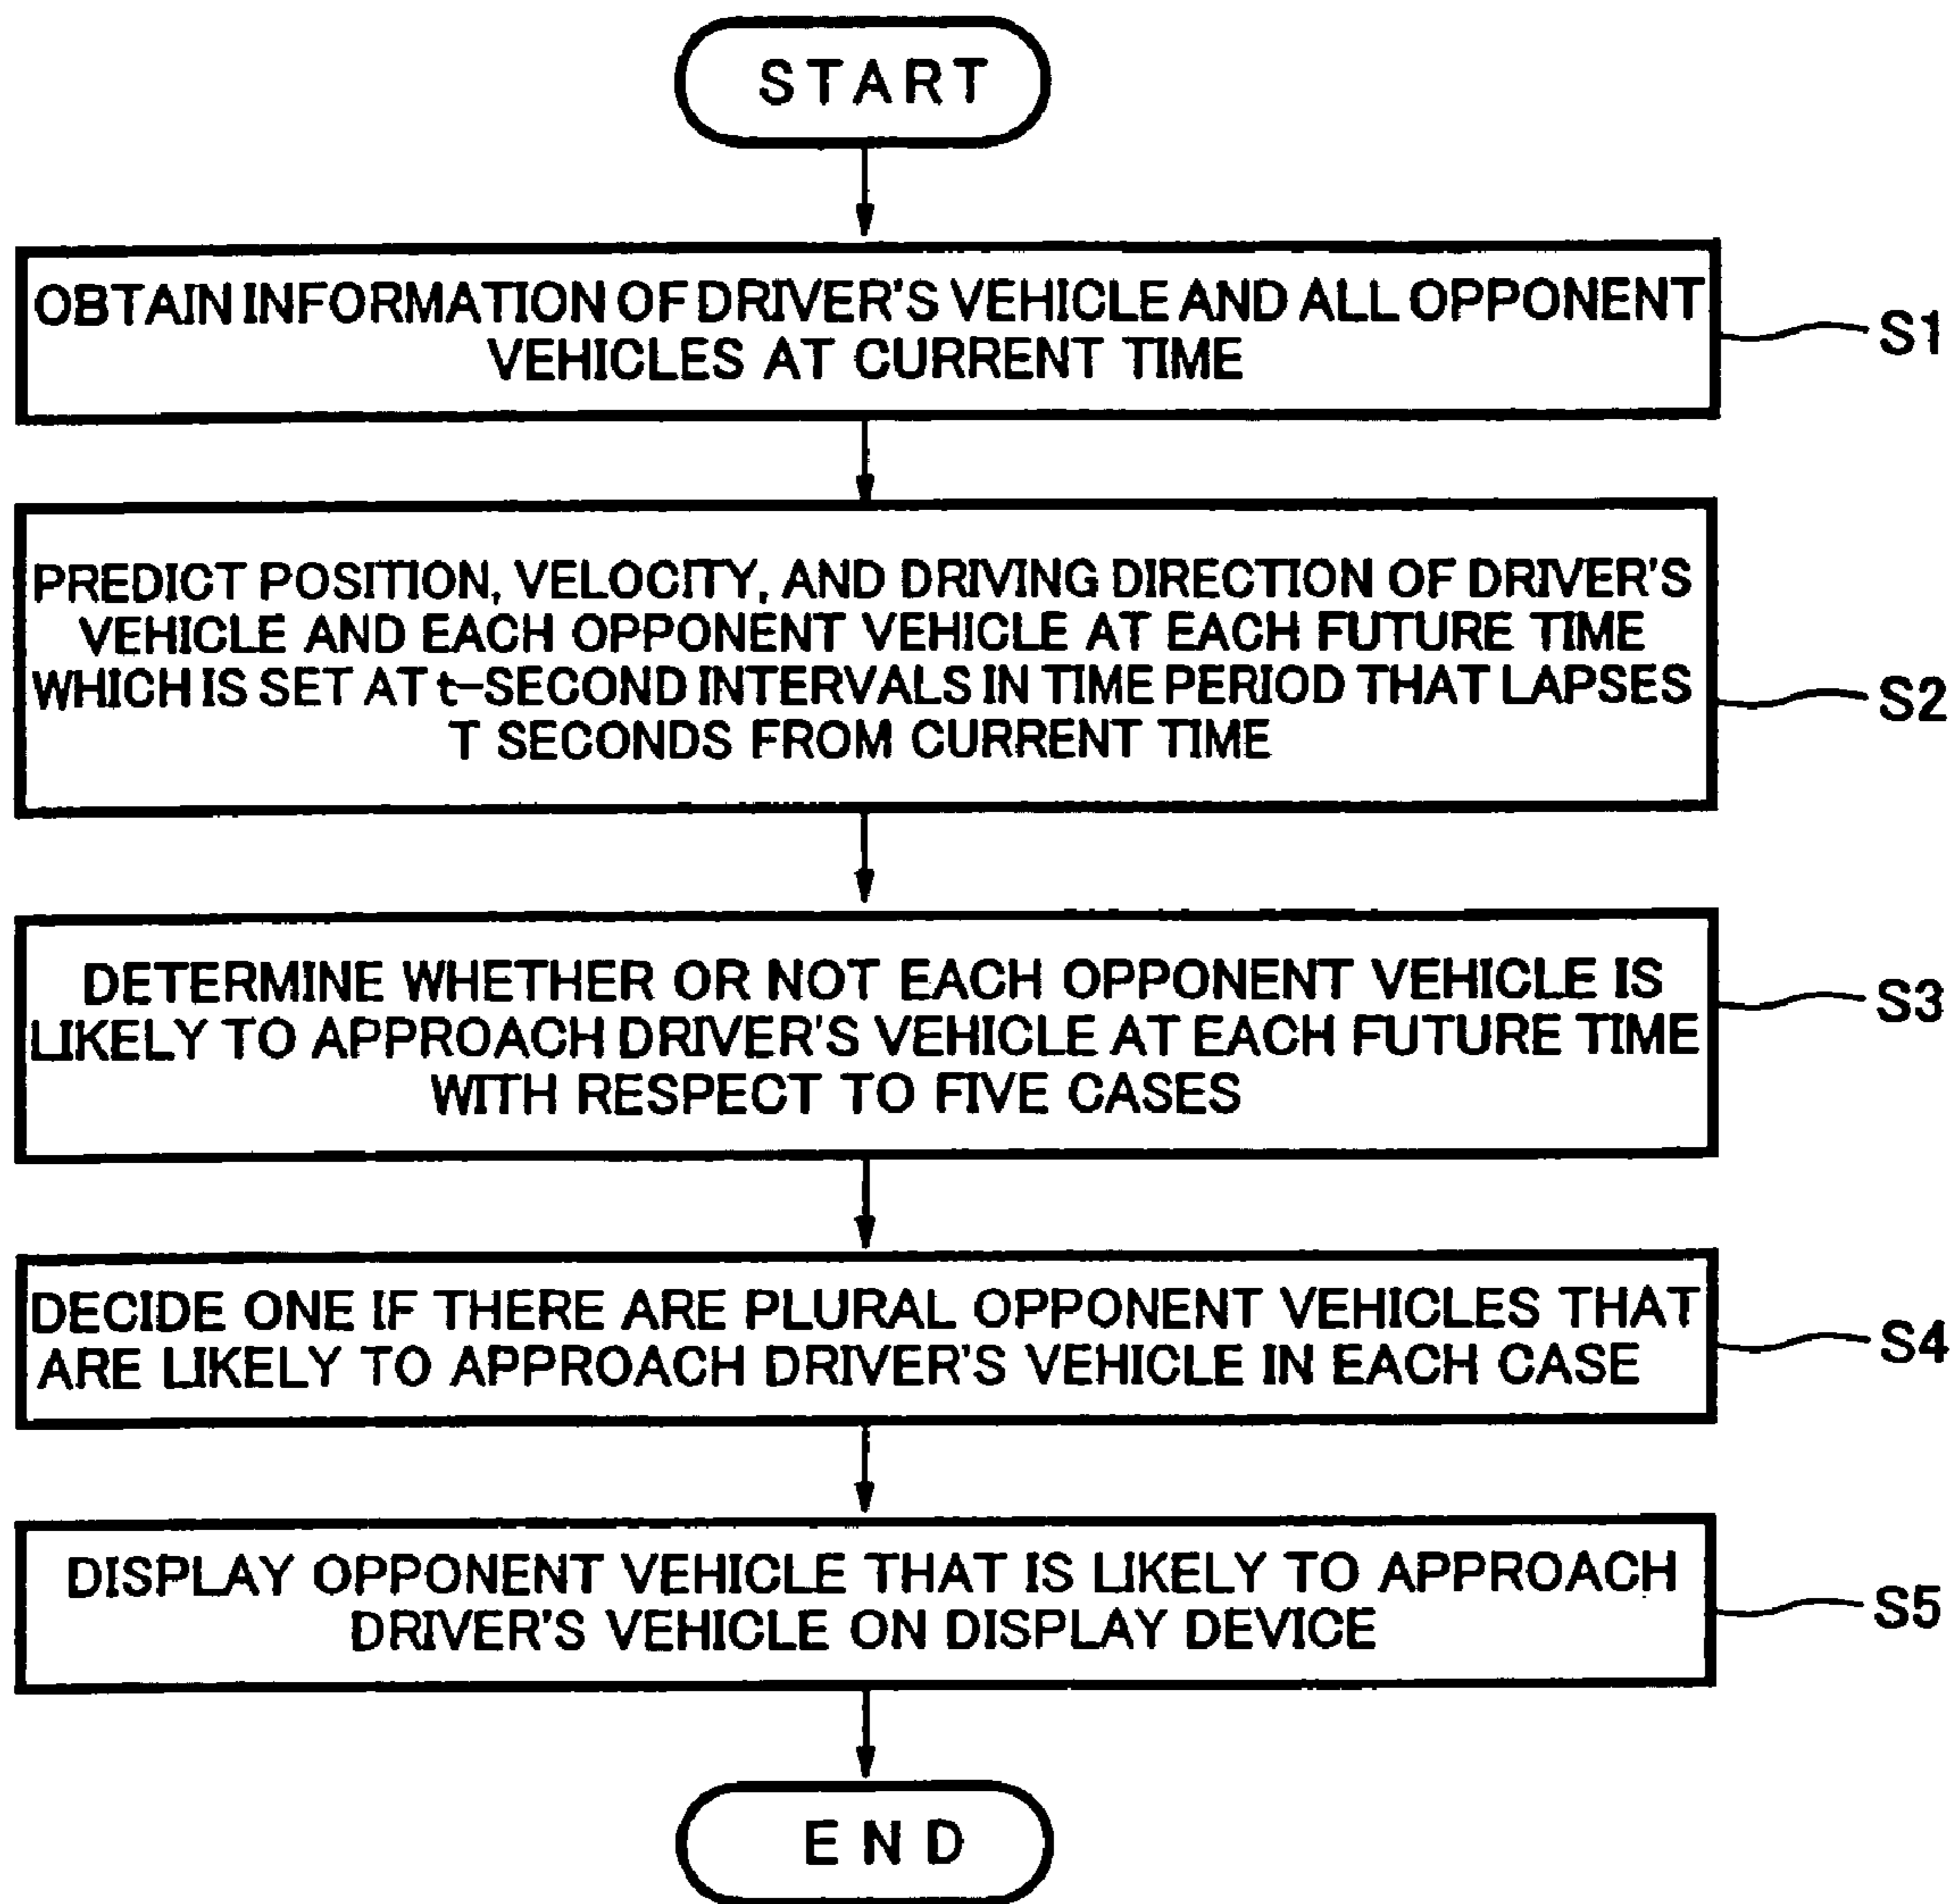 START
OBTAIN INFORMATION OF DRIVER'S VEHICLE AND ALL OPPONENT
VEHICLES AT CURRENT TIME
S1
PREDICT POSITION, VELOCITY, AND DRIVING DIRECTION OF DRIVER'S
VEHICLE AND EACH OPPONENT VEHICLE AT EACH FUTURE TIME
WHICH IS SET AT t-SECOND INTERVALS IN TIME PERIOD THAT LAPSES
T SECONDS FROM CURRENT TIME
S2
DETERMINE WHETHER OR NOT EACH OPPONENT VEHICLE IS
LIKELY TO APPROACH DRIVER'S VEHICLE AT EACH FUTURE TIME
WITH RESPECT TO FIVE CASES
S3
DECIDE ONE IF THERE ARE PLURAL OPPONENT VEHICLES THAT
ARE LIKELY TO APPROACH DRIVER'S VEHICLE IN EACH CASE
S4
DISPLAY OPPONENT VEHICLE THAT IS LIKELY TO APPROACH
DRIVER'S VEHICLE ON DISPLAY DEVICE
S5
END